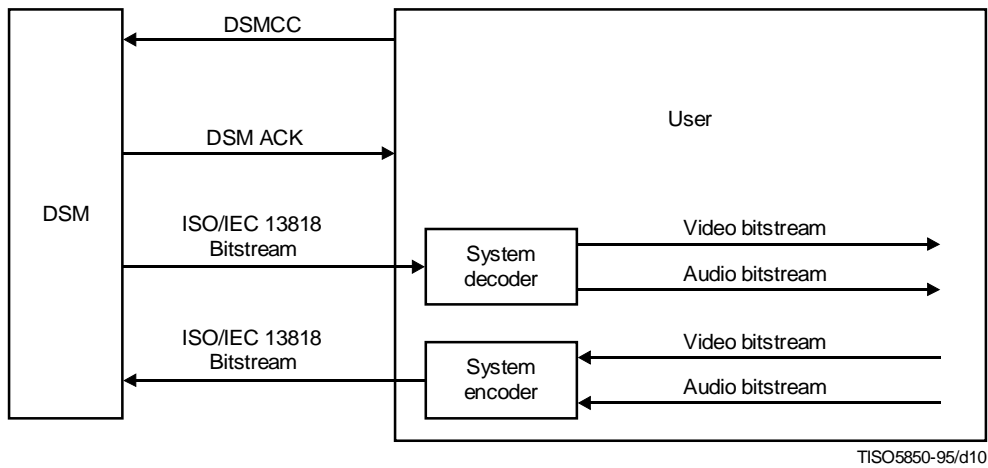 DSMCC
User
DSM ACK
DSM
ISO/IEC 13818
Bitstream
System
decoder
Video bitstream
Audio bitstream
ISO/IEC 13818
Bitstream
System
encoder
Video bitstream
Audio bitstream
TISO5850-95/d10